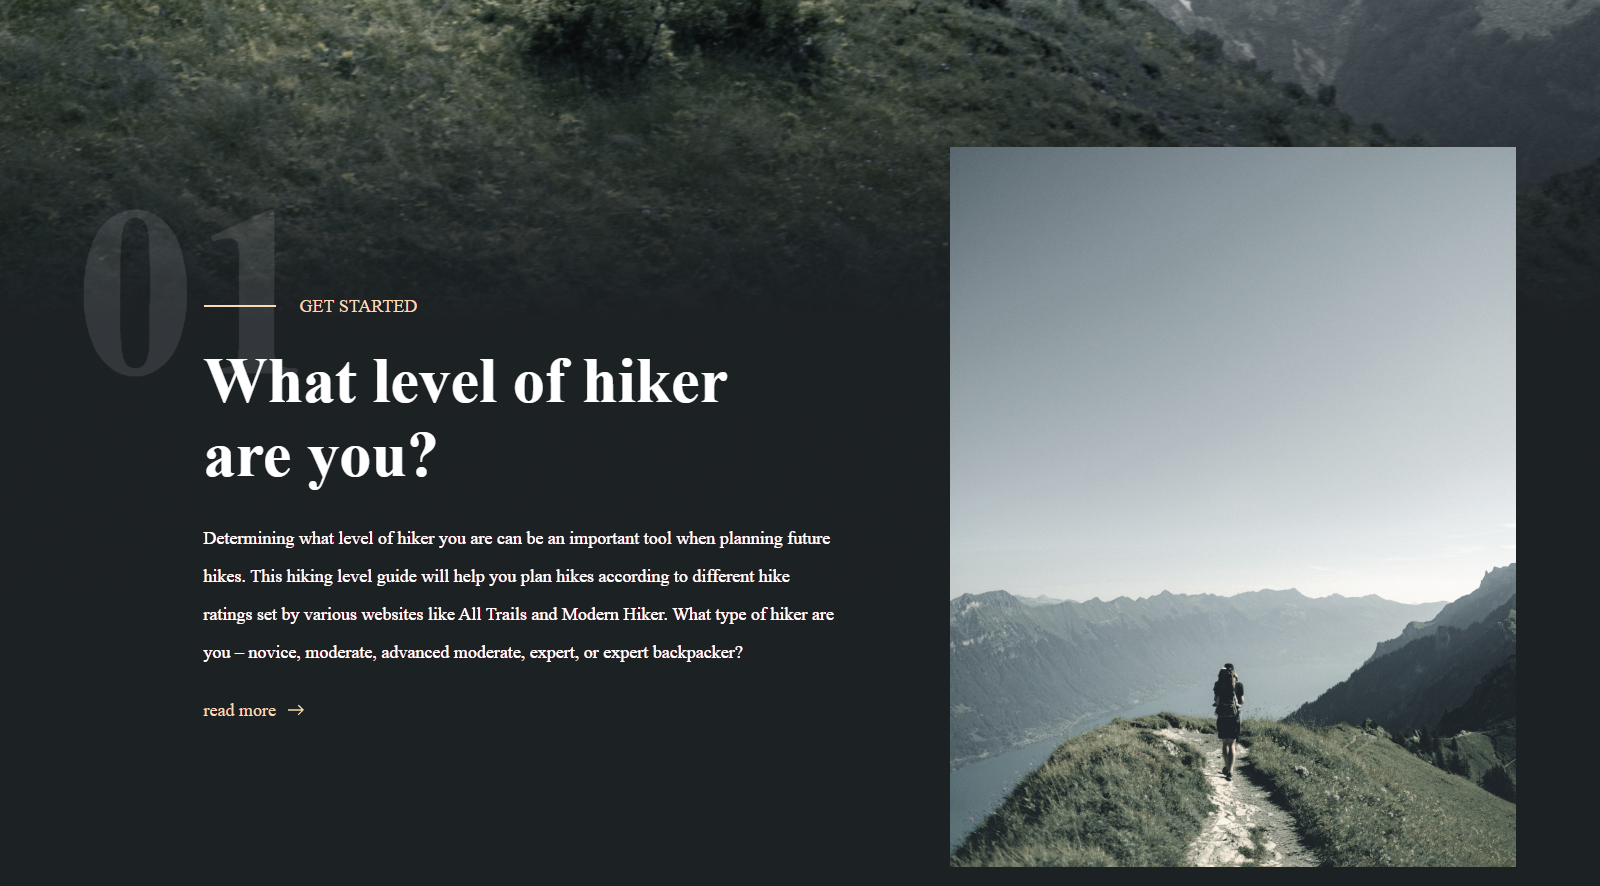 01
GET STARTED
What level of hiker
are you?
Determining what level of hiker you are can be an important tool when planning future
hikes. This hiking level guide will help you plan hikes according to different hike
ratings set by various websites like All Trails and Modern Hiker. What type of hiker are
you – novice, moderate, advanced moderate, expert, or expert backpacker?
read more →